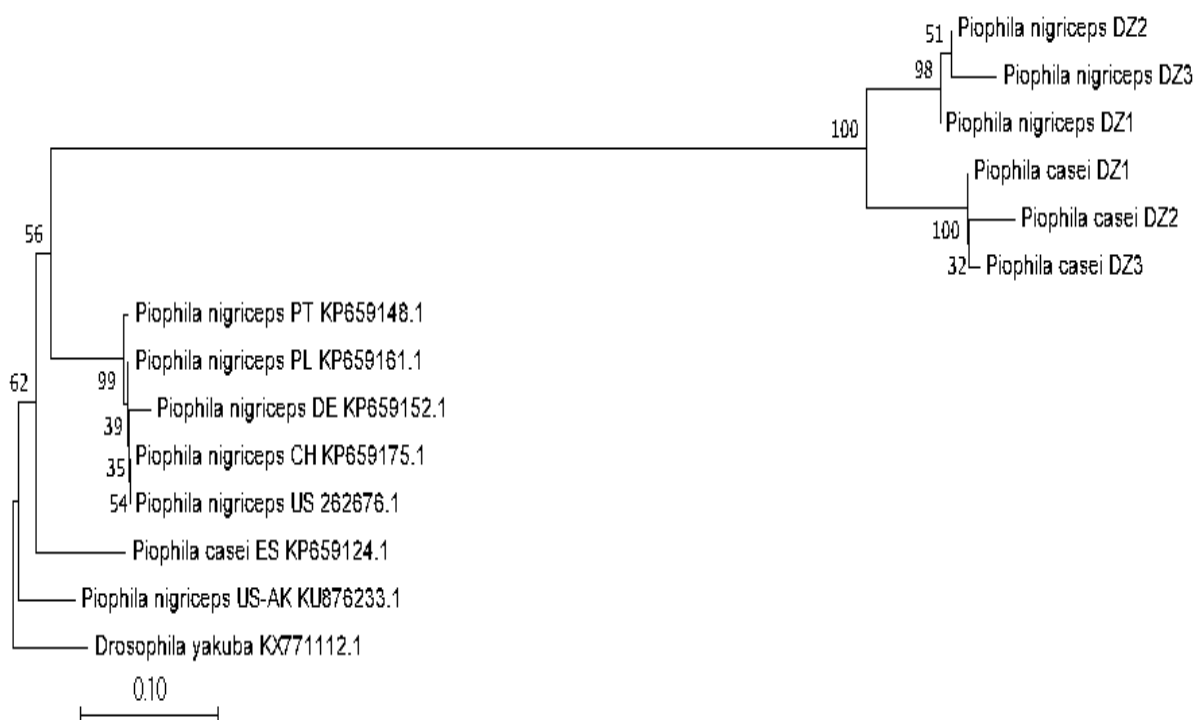 51
Piophila nigriceps DZ2
98
Piophila nigriceps DZ3
100
Piophila nigriceps DZ1
Piophila casei DZ1
Piophila casei DZ2
100
32
Piophila casei DZ3
56
Piophila nigriceps PT KP659148.1
Piophila nigriceps PL KP659161.1
62
99
Piophila nigriceps DE KP659152.1
39
Piophila nigriceps CH KP659175.1
35
54
Piophila nigriceps US 262676.1
Piophila casei ES KP659124.1
Piophila nigriceps US-AK KU876233.1
Drosophila yakuba KX771112.1
0.10